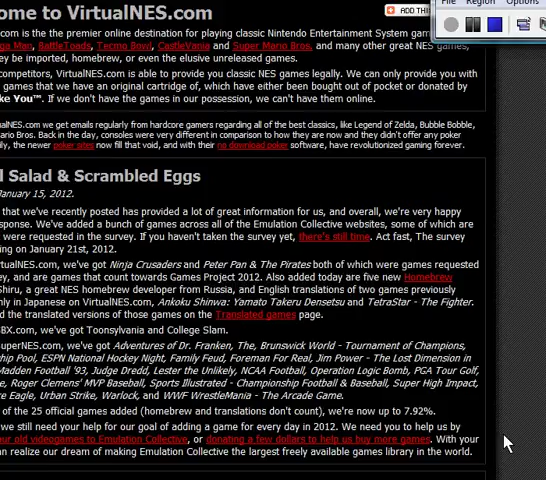 File Region Options
ome to VirtualNES.com
ADD THIS
.com is the the premier online destination for playing classic Nintendo Entertainment System gam
ga Man, BattleToads, Tecmo Bowl, CastleVania and Super Mario Bros. and many other great NES games,
ey be imported, homebrew, or even the elusive unreleased games.
competitors, VirtualNES.com is able to provide you classic NES games legally. We can only provide you with
games that we have an original cartridge of, which have either been bought out of pocket or donated by
ke You™. If we don't have the games in our possession, we can't have them online.
tualNES.com we get emails regularly from hardcore gamers regarding all of the best classics, like Legend of Zelda, Bubble Bobble,
ario Bros. Back in the day, consoles were very different in comparison to how they are now and they didn't offer any poker
ly, the newer poker sites now fill that void, and with their no download poker software, have revolutionized gaming forever.
l Salad & Scrambled Eggs
January 15, 2012.
that we've recently posted has provided a lot of great information for us, and overall, we're very happy
sponse. We've added a bunch of games across all of the Emulation Collective websites, some of which are
were requested in the survey. If you haven't taken the survey yet, there's still time. Act fast, The survey
ing on January 21st, 2012.
rtualNES.com, we've got Ninja Crusaders and Peter Pan & The Pirates both of which were games requested
ey, and are games that count towards Games Project 2012. Also added today are five new Homebrew
Shiru, a great NES homebrew developer from Russia, and English translations of two games previously
nly in Japanese on VirtualNES.com, Ankoku Shinwa: Yamato Takeru Densetsu and TetraStar - The Fighter.
d the translated versions of those games on the Translated games page.
BX.com, we've got Toonsylvania and College Slam.
uperNES.com, we've got Adventures of Dr. Franken, The, Brunswick World - Tournament of Champions,
hip Pool, ESPN National Hockey Night, Family Feud, Foreman For Real, Jim Power - The Lost Dimension in
Madden Football '93, Judge Dredd, Lester the Unlikely, NCAA Football, Operation Logic Bomb, PGA Tour Golf,
e, Roger Clemens' MVP Baseball, Sports Illustrated - Championship Football & Baseball, Super High Impact,
e Eagle, Urban Strike, Warlock, and WWF WrestleMania - The Arcade Game.
of the 25 official games added (homebrew and translations don't count), we're now up to 7.92%.
we still need your help for our goal of adding a game for every day in 2012. We need you to help us by
our old videogames to Emulation Collective, or donating a few dollars to help us buy more games. With your
an realize our dream of making Emulation Collective the largest freely available games library in the world.